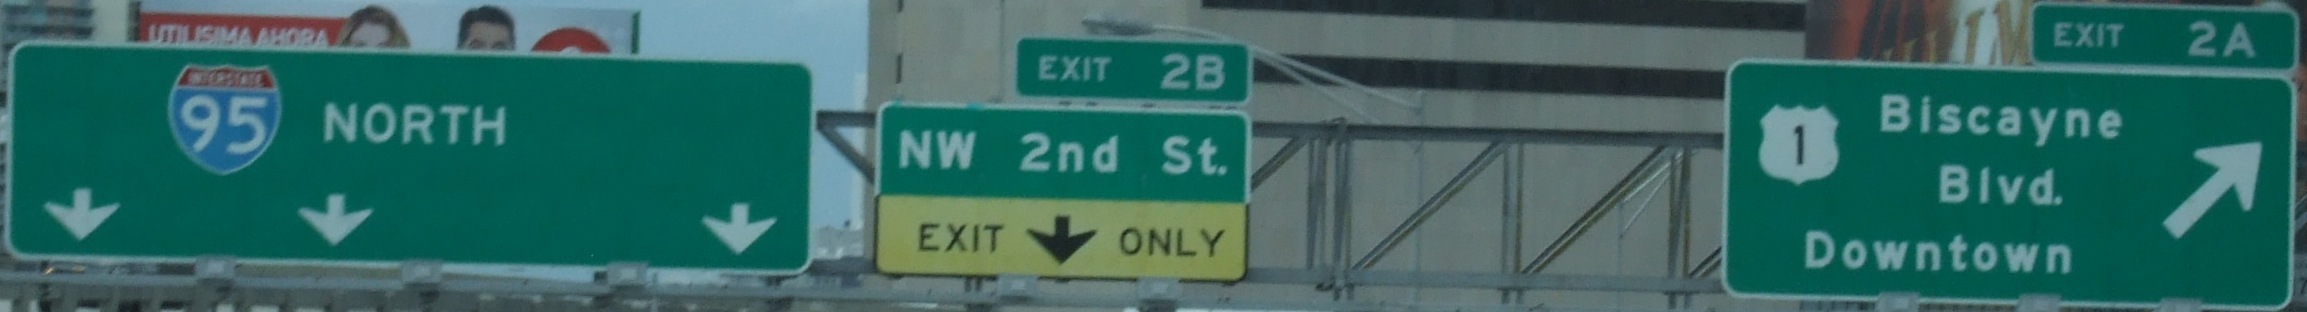 UTILISIMA AHORA
INTERSTATE
95
NORTH
EXIT 2B
NW 2nd St.
EXIT ONLY
EXIT 2A
1
Biscayne
Blvd.
Downtown